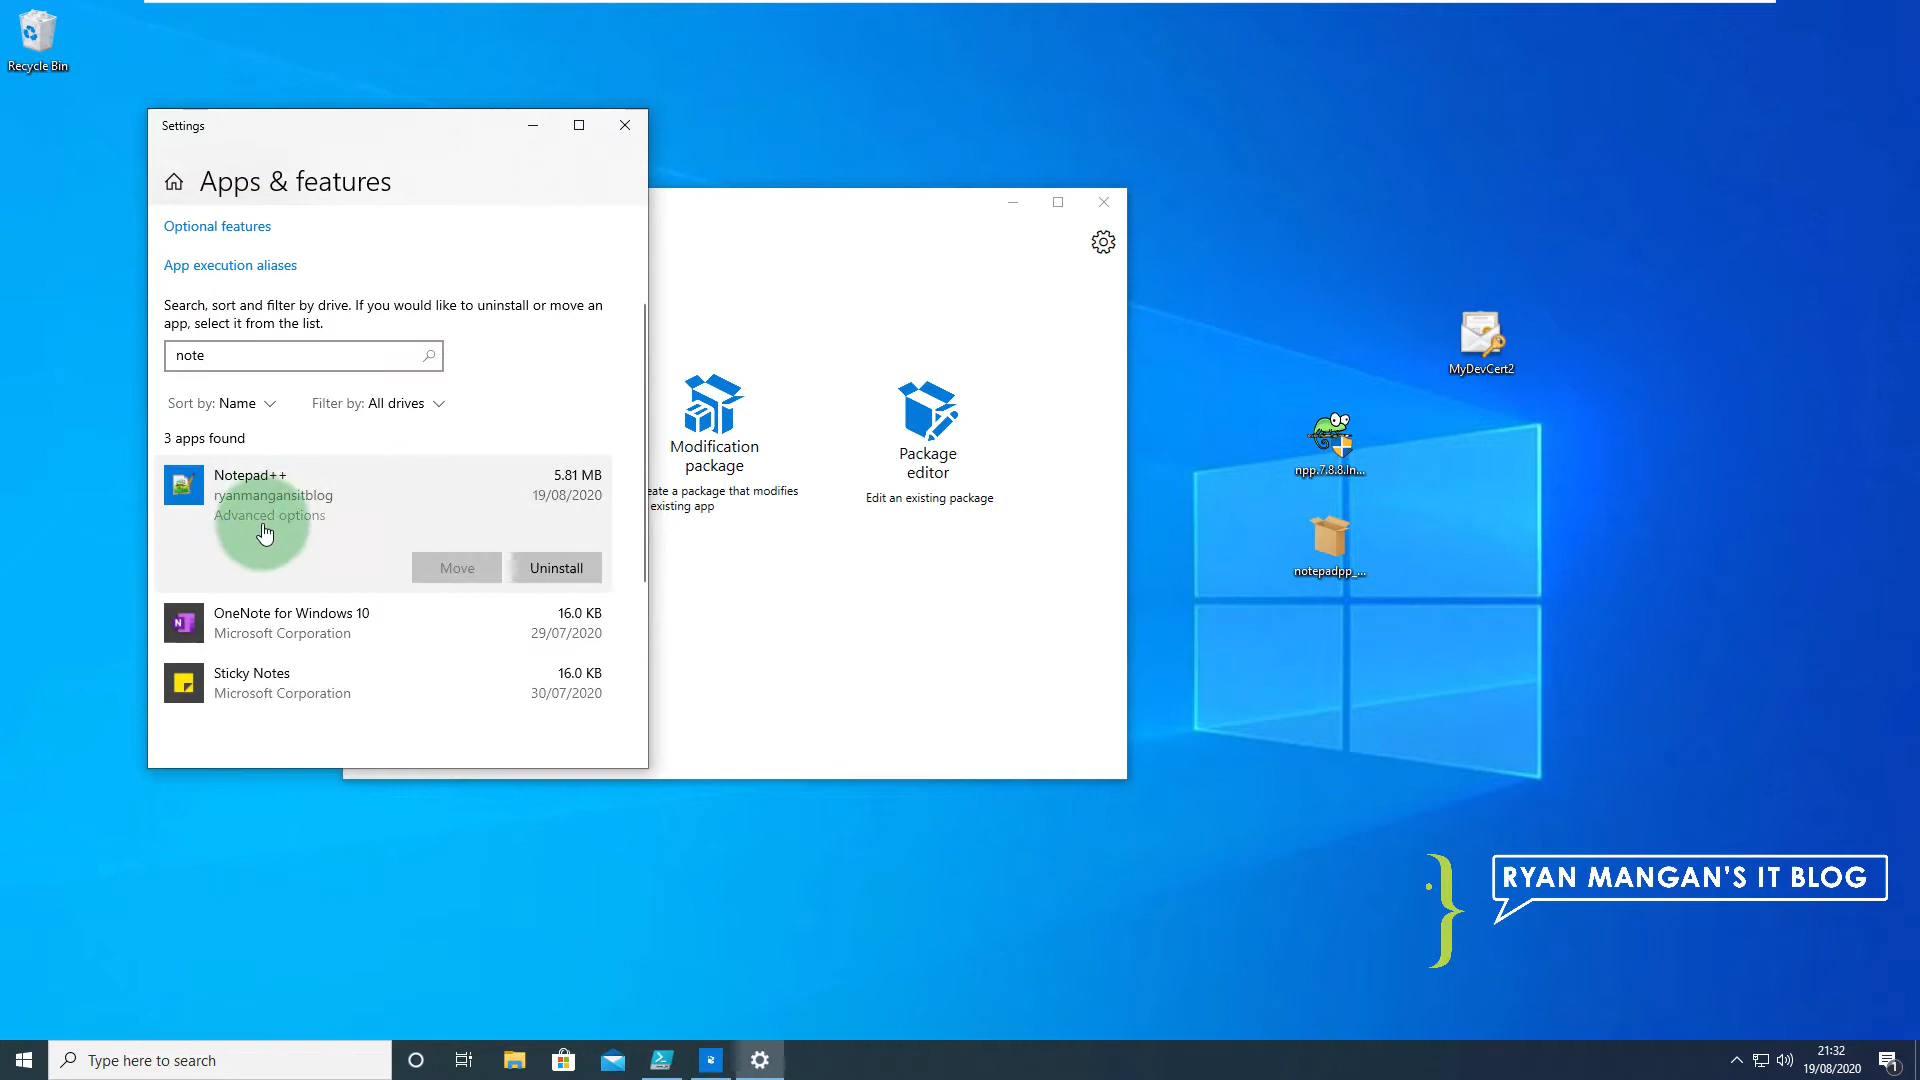 Recycle Bin
Settings
Apps & features
Optional features
App execution aliases
Search, sort and filter by drive. If you would like to uninstall or move an
app, select it from the list.
note
Sort by: Name
Filter by: All drives
3 apps found
Notepad++
5.81 MB
ryanmangansitblog
19/08/2020
Advanced options
Move
Uninstall
OneNote for Windows 10
16.0 KB
Microsoft Corporation
29/07/2020
Sticky Notes
16.0 KB
Microsoft Corporation
30/07/2020
Modification
package
eate a package that modifies
existing app
Package
editor
Edit an existing package
MyDevCert2
npp.7.8.8.In...
notepadpp_...
RYAN MANGAN'S IT BLOG
Type here to search
21:32
19/08/2020
1